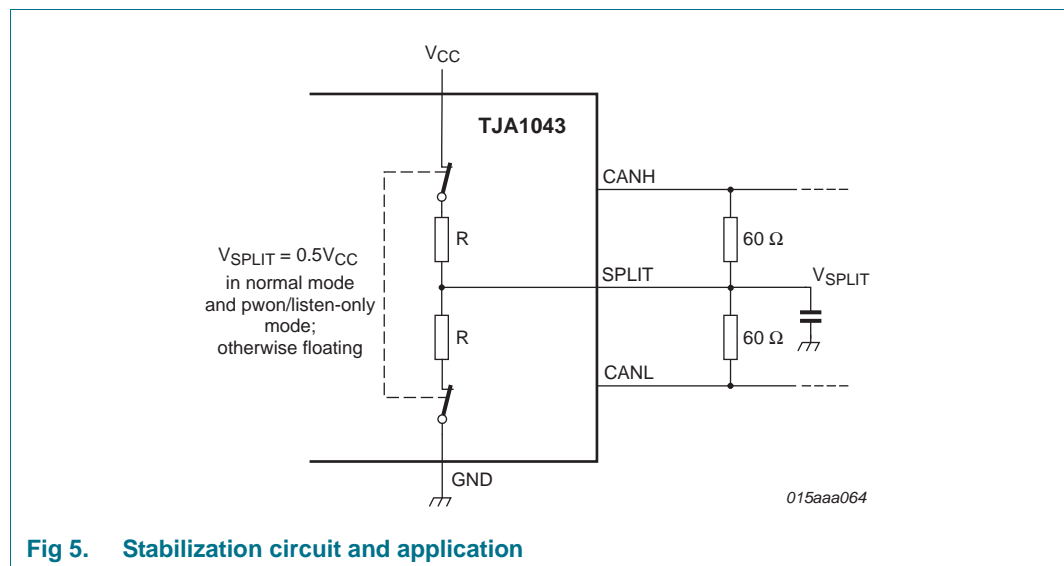 VCC
TJA1043
CANH
R
60 Ω
VSPLIT = 0.5VCC
in normal mode
and pwon/listen-only
mode;
otherwise floating
SPLIT
VSPLIT
R
60 Ω
CANL
GND
015aaa064
Fig 5. Stabilization circuit and application